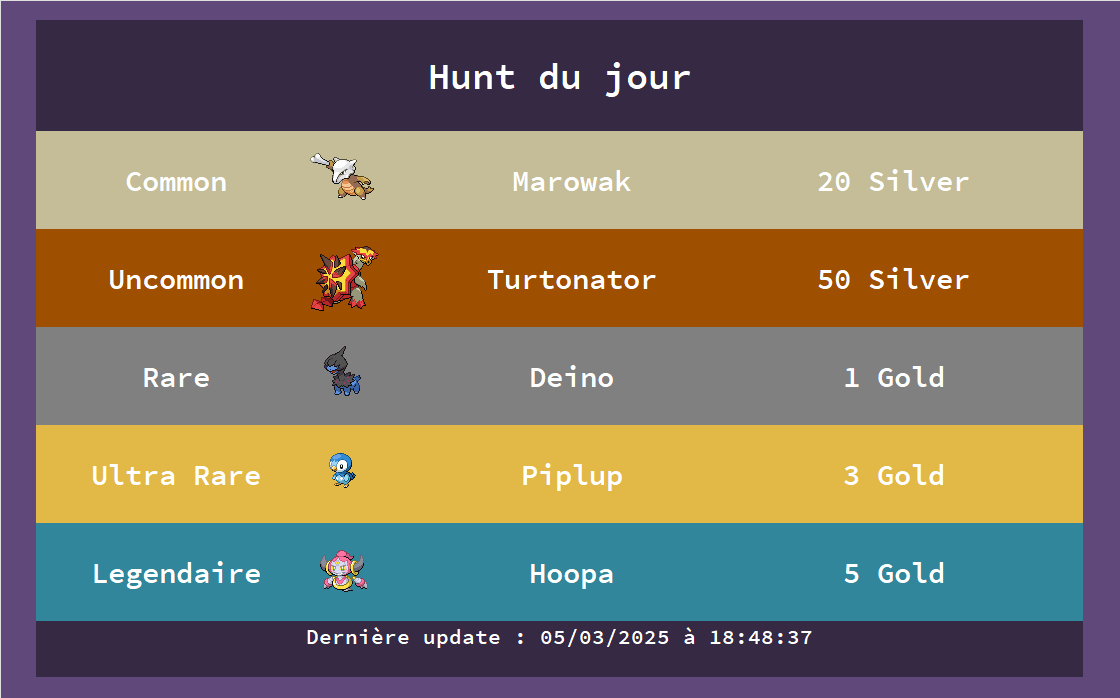 Hunt du jour
Common Marowak 20 Silver
Uncommon Turtonator 50 Silver
Rare Deino 1 Gold
Ultra Rare Piplup 3 Gold
Legendaire Hoopa 5 Gold
Dernière update : 05/03/2025 à 18:48:37